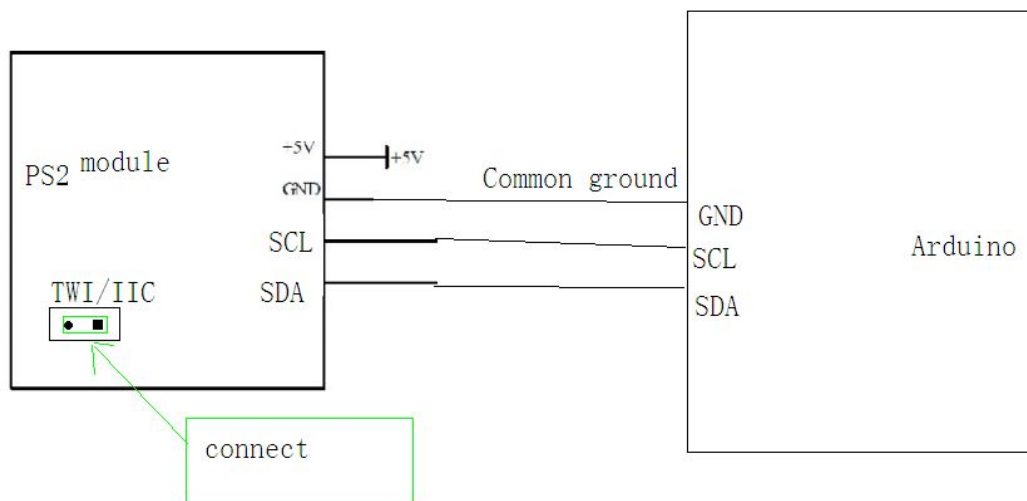 PS2 module
+5V
+5V
GND
SCL
SDA
TWI/IIC
connect
Common ground
GND
SCL
SDA
Arduino